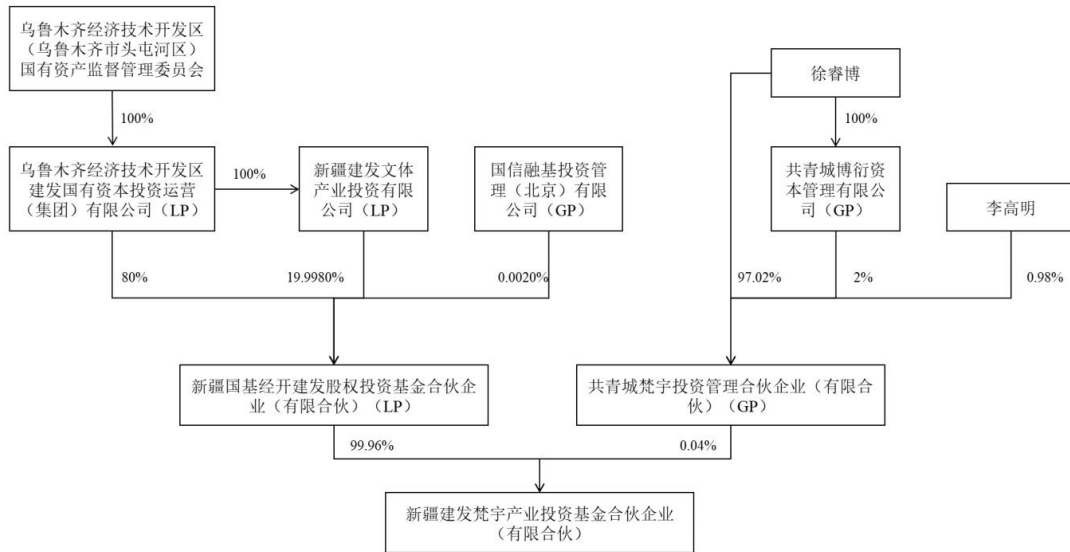 乌鲁木齐经济技术开发区
（乌鲁木齐市头屯河区）
国有资产监督管理委员会
徐睿博
100%
100%
乌鲁木齐经济技术开发区
建发国有资本投资运营
（集团）有限公司（LP）
100%
新疆建发文体
产业投资有限
公司（LP）
国信融基投资管
理（北京）有限
公司（GP）
共青城博衍资
本管理有限公
司（GP）
李高明
80%
19.9980%
0.0020%
97.02%
2%
0.98%
新疆国基经开建发股权投资基金合伙企
业（有限合伙）（LP）
共青城梵宇投资管理合伙企业（有限合
伙）（GP）
99.96%
0.04%
新疆建发梵宇产业投资基金合伙企业
（有限合伙）